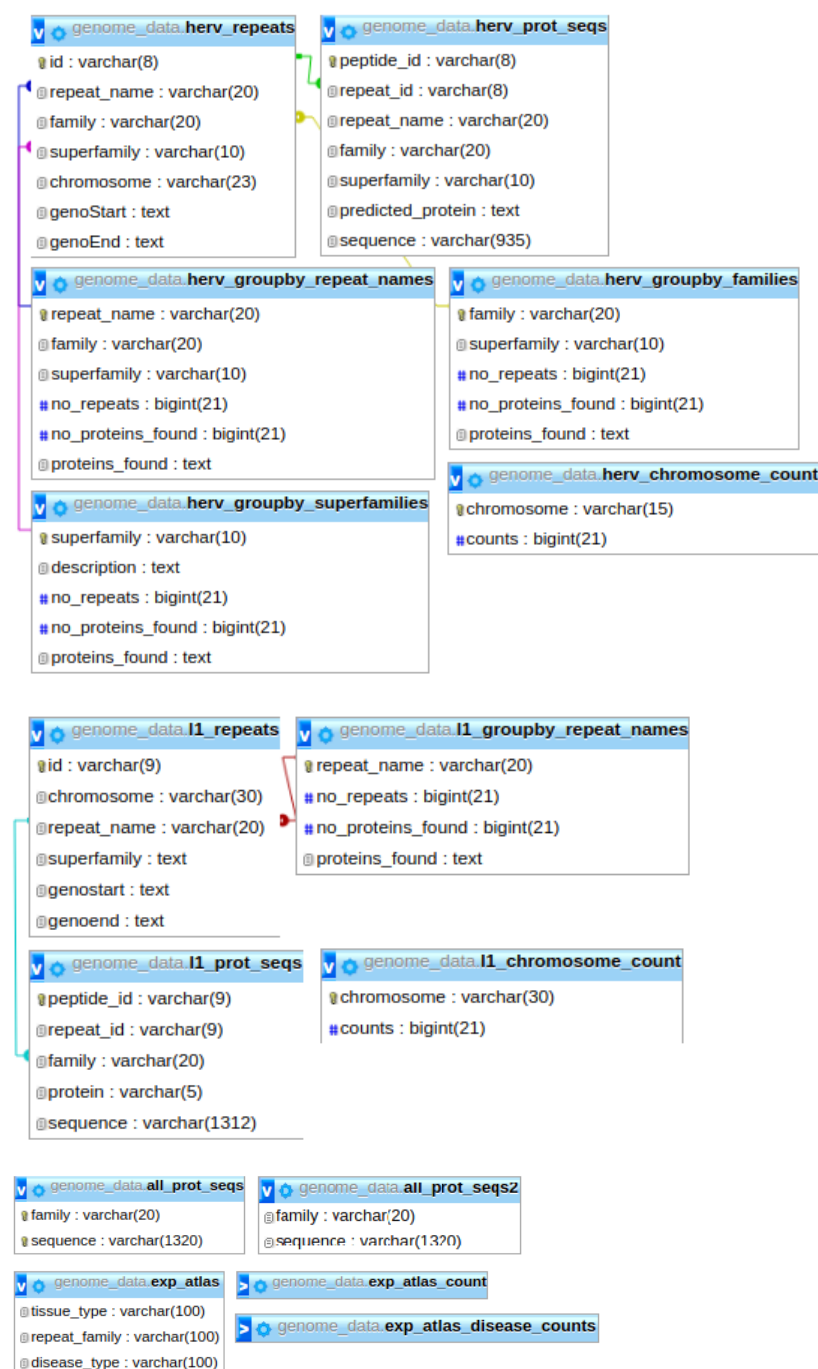 genome_data.herv_repeats
id : varchar(8)
repeat_name : varchar(20)
family : varchar(20)
superfamily : varchar(10)
chromosome : varchar(23)
genoStart : text
genoEnd : text
genome_data.herv_prot_seqs
peptide_id : varchar(8)
repeat_id : varchar(8)
repeat_name : varchar(20)
family : varchar(20)
superfamily : varchar(10)
predicted_protein : text
sequence : varchar(935)
genome_data.herv_groupby_repeat_names
repeat_name : varchar(20)
family : varchar(20)
superfamily : varchar(10)
# no_repeats : bigint(21)
# no_proteins_found : bigint(21)
proteins_found : text
genome_data.herv_groupby_families
family : varchar(20)
superfamily : varchar(10)
# no_repeats : bigint(21)
# no_proteins_found : bigint(21)
proteins_found : text
genome_data.herv_chromosome_count
chromosome : varchar(15)
# counts : bigint(21)
genome_data.herv_groupby_superfamilies
superfamily : varchar(10)
description : text
# no_repeats : bigint(21)
# no_proteins_found : bigint(21)
proteins_found : text
genome_data.l1_repeats
id : varchar(9)
chromosome : varchar(30)
repeat_name : varchar(20)
superfamily : text
genostart : text
genoend : text
genome_data.l1_groupby_repeat_names
repeat_name : varchar(20)
# no_repeats : bigint(21)
# no_proteins_found : bigint(21)
proteins_found : text
genome_data.l1_prot_seqs
peptide_id : varchar(9)
repeat_id : varchar(9)
family : varchar(20)
protein : varchar(5)
sequence : varchar(1312)
genome_data.l1_chromosome_count
chromosome : varchar(30)
# counts : bigint(21)
genome_data.all_prot_seqs
family : varchar(20)
sequence : varchar(1320)
genome_data.all_prot_seqs2
family : varchar(20)
sequence : varchar(1320)
genome_data.exp_atlas
tissue_type : varchar(100)
repeat_family : varchar(100)
disease_type : varchar(100)
genome_data.exp_atlas_count
genome_data.exp_atlas_disease_counts